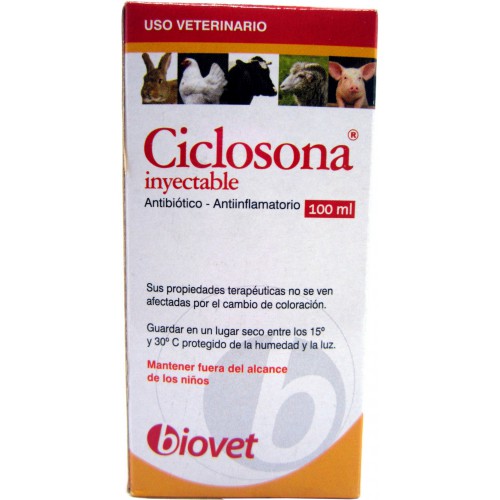 USO VETERINARIO
Ciclosona®
inyectable
Antibiótico - Antiinflamatorio 100 ml
Sus propiedades terapéuticas no se ven
afectadas por el cambio de coloración.
Guardar en un lugar seco entre los 15º
y 30º C protegido de la humedad y la luz.
Mantener fuera del alcance
de los niños
biovet